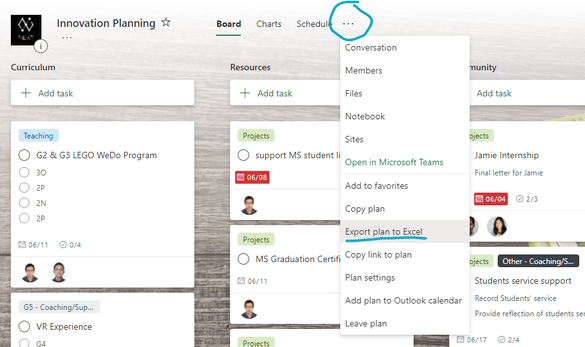 Innovation Planning
NEXT
Board Charts Schedule ...
Curriculum
Add task
Teaching
G2 & G3 LEGO WeDo Program
3O
2P
2N
2P
06/11 0/4
G5 - Coaching/Sup...
VR Experience
G4
Resources
Add task
Projects
support MS student
06/08
Projects
MS Graduation Certifi
06/11
Projects
Conversation
Members
Files
Notebook
Sites
Open in Microsoft Teams
Add to favorites
Copy plan
Export plan to Excel
Copy link to plan
Plan settings
Add plan to Outlook calendar
Leave plan
Add task
Projects
Jamie Internship
Final letter for Jamie
06/04 2/3
Projects Other - Coaching/S
Students service support
Record Students' service
Provide reflection of students se
06/17 2/4